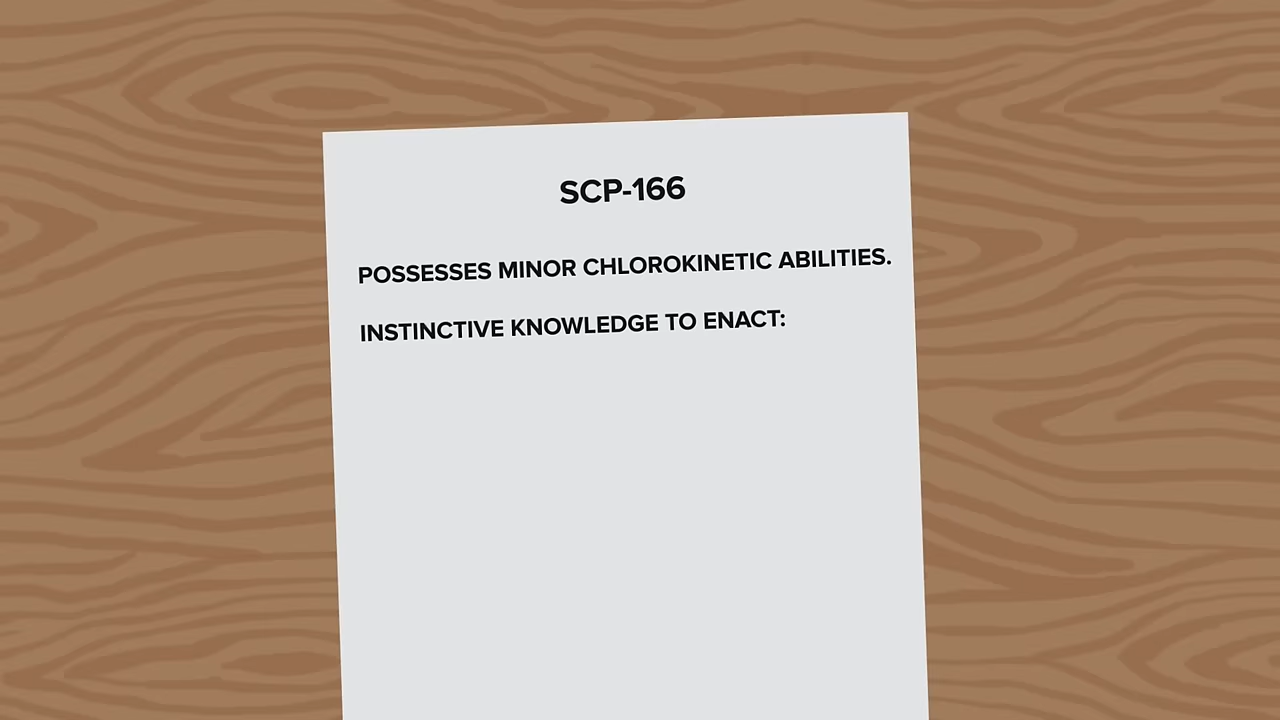 SCP-166
POSSESSES MINOR CHLOROKINETIC ABILITIES.
INSTINCTIVE KNOWLEDGE TO ENACT: